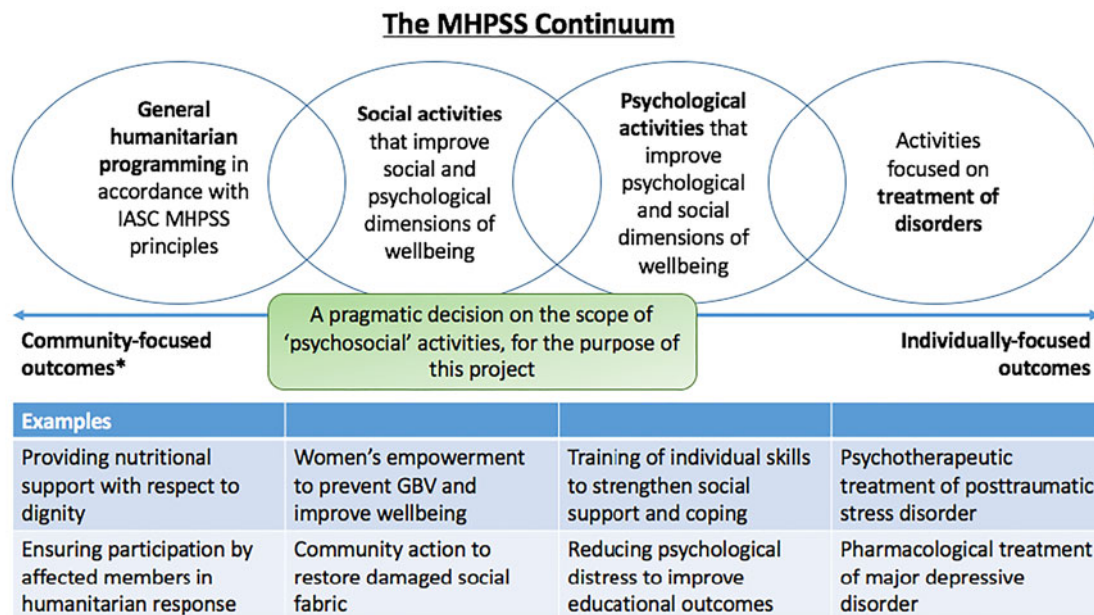 The MHPSS Continuum
General
humanitarian
programming in
accordance with
IASC MHPSS
principles
Social activities
that improve
social and
psychological
dimensions of
wellbeing
Psychological
activities that
improve
psychological
and social
dimensions of
wellbeing
Activities
focused on
treatment of
disorders
Community-focused
outcomes*
A pragmatic decision on the scope of
‘psychosocial’ activities, for the purpose of
this project
Individually-focused
outcomes
Examples
Providing nutritional
support with respect to
dignity
Women’s empowerment
to prevent GBV and
improve wellbeing
Training of individual skills
to strengthen social
support and coping
Psychotherapeutic
treatment of posttraumatic
stress disorder
Ensuring participation by
affected members in
humanitarian response
Community action to
restore damaged social
fabric
Reducing psychological
distress to improve
educational outcomes
Pharmacological treatment
of major depressive
disorder